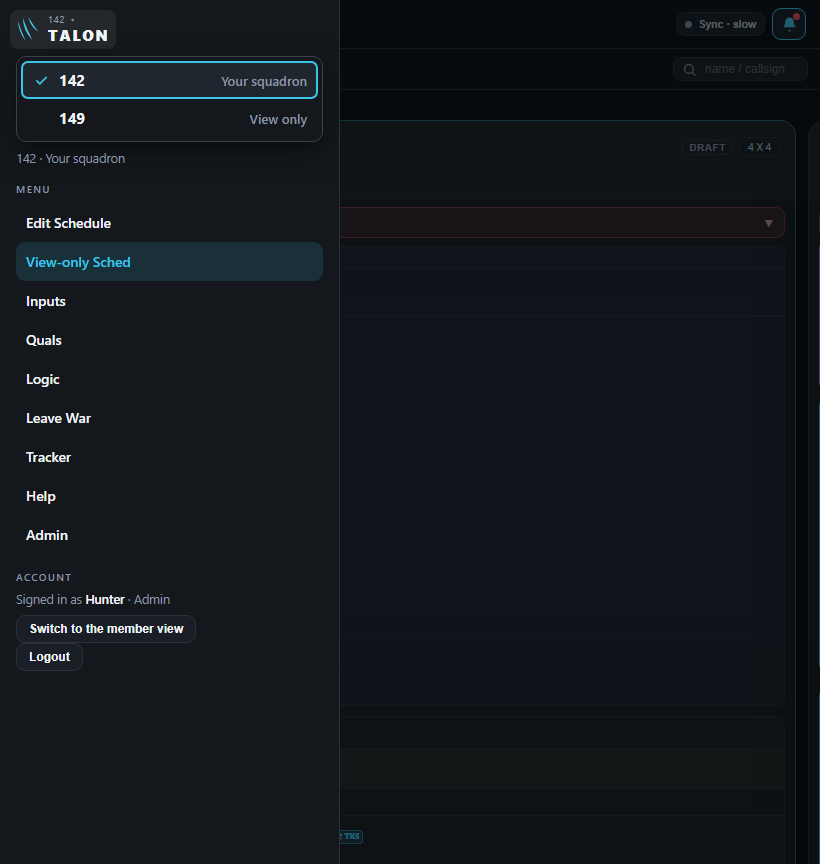 142
TALON
Sync · slow
name / callsign
142 Your squadron
149 View only
142 · Your squadron
DRAFT 4 X 4
MENU
Edit Schedule
View-only Sched
Inputs
Quals
Logic
Leave War
Tracker
Help
Admin
ACCOUNT
Signed in as Hunter · Admin
Switch to the member view
Logout
2 TKS